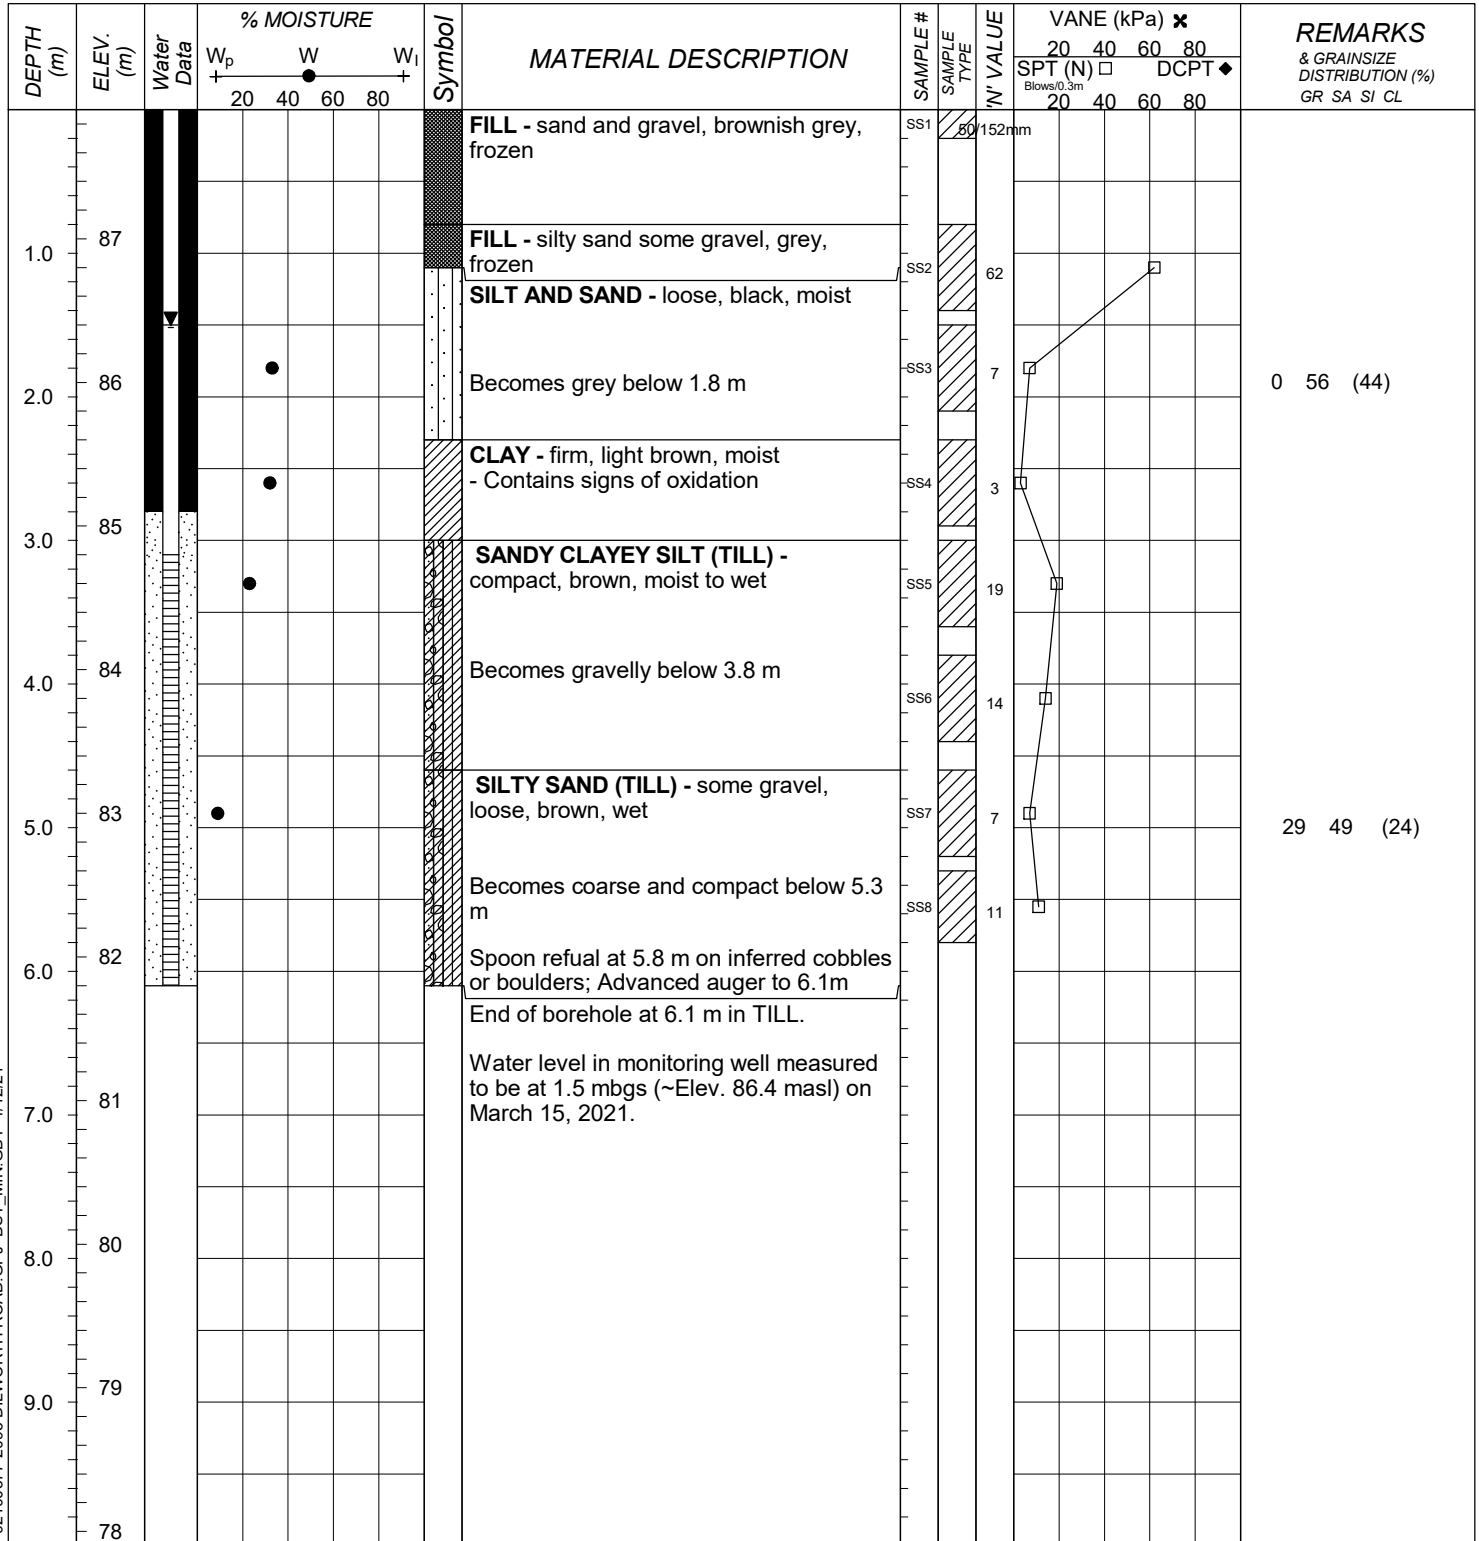 DEPTH (m)
ELEV. (m)
Water Data
% MOISTURE
Wp W Wl
20 40 60 80
Symbol
MATERIAL DESCRIPTION
SAMPLE #
SAMPLE TYPE
'N' VALUE
VANE (kPa)
20 40 60 80
SPT (N) DCPT
Blows/0.3m
20 40 60 80
REMARKS
& GRAINSIZE
DISTRIBUTION (%)
GR SA SI CL
FILL - sand and gravel, brownish grey,
frozen
SS1
50/152mm
87
1.0
FILL - silty sand some gravel, grey,
frozen
SS2
62
SILT AND SAND - loose, black, moist
SS3
7
86
2.0
Becomes grey below 1.8 m
0 56 (44)
CLAY - firm, light brown, moist
- Contains signs of oxidation
SS4
3
85
3.0
SANDY CLAYEY SILT (TILL) -
compact, brown, moist to wet
SS5
19
84
4.0
Becomes gravelly below 3.8 m
SS6
14
SILTY SAND (TILL) - some gravel,
loose, brown, wet
SS7
7
83
5.0
29 49 (24)
Becomes coarse and compact below 5.3
m
SS8
11
82
6.0
Spoon refual at 5.8 m on inferred cobbles
or boulders; Advanced auger to 6.1m
End of borehole at 6.1 m in TILL.
Water level in monitoring well measured
to be at 1.5 mbgs (~Elev. 86.4 masl) on
March 15, 2021.
81
7.0
80
8.0
79
9.0
78